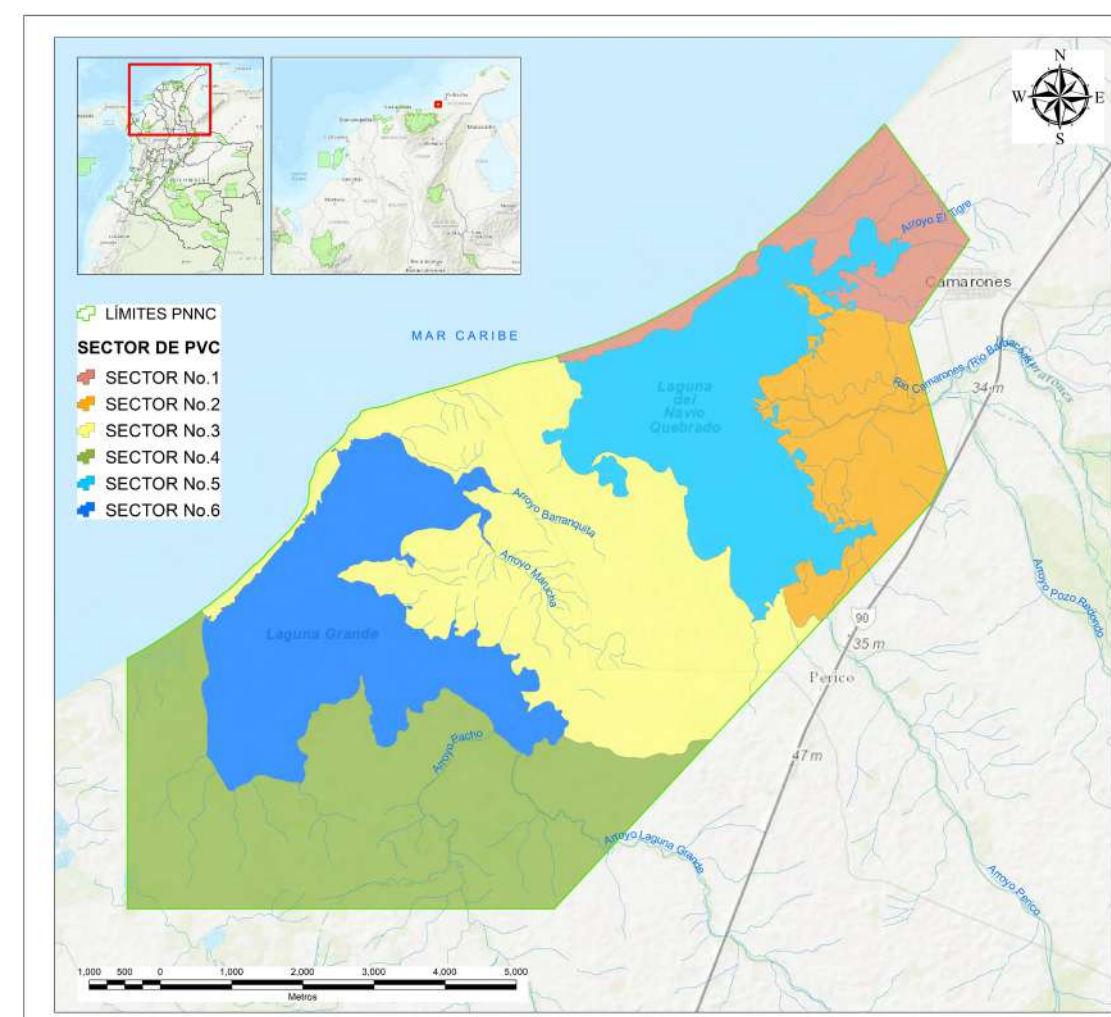 N
W E
S
LÍMITES PNNC
SECTOR DE PVC
SECTOR No.1
SECTOR No.2
SECTOR No.3
SECTOR No.4
SECTOR No.5
SECTOR No.6
MAR CARIBE
Arroyo El Tigre
Camarones
Laguna
del
Navío
Quebrado
Río Camarones (Río Barbacoas)
34 m
Arroyo Barranquita
Arroyo Marucha
Laguna Grande
Arroyo Pozo Redondo
90
35 m
Perico
Arroyo Pacho
47 m
Arroyo Laguna Grande
Arroyo Perico
1,000 500 0 1,000 2,000 3,000 4,000 5,000
Metros